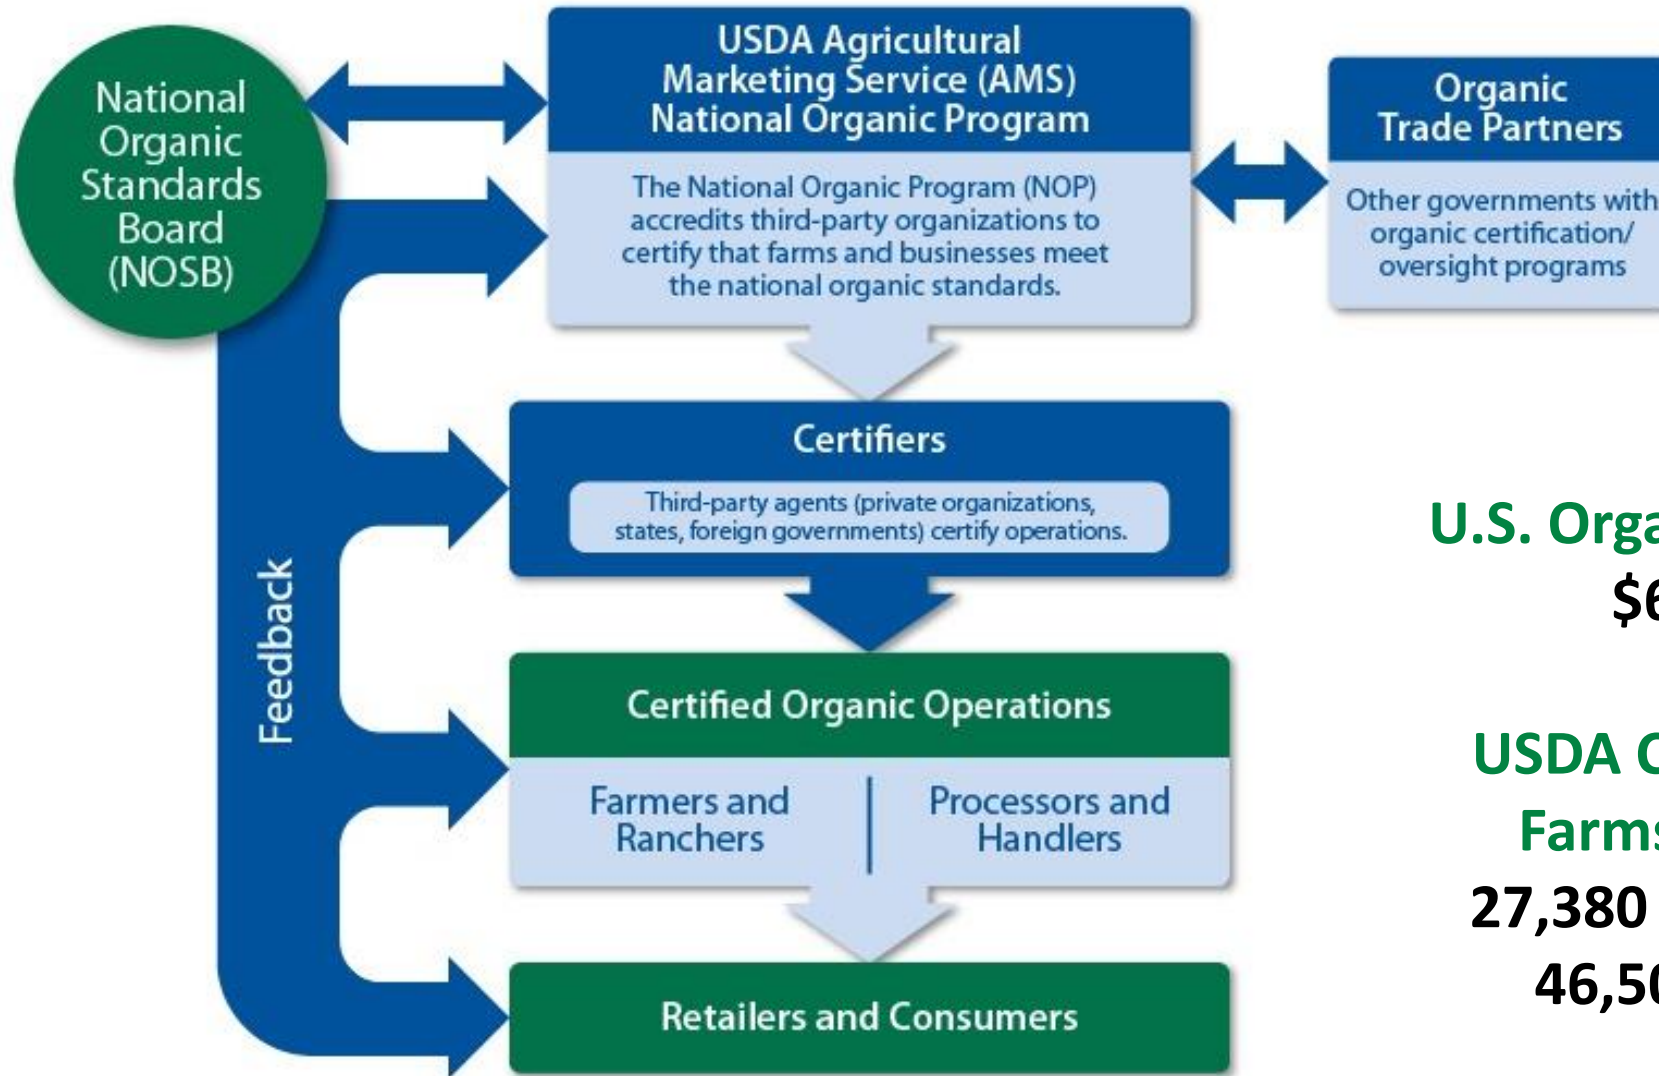 National
Organic
Standards
Board
(NOSB)
USDA Agricultural
Marketing Service (AMS)
National Organic Program
The National Organic Program (NOP)
accredits third-party organizations to
certify that farms and businesses meet
the national organic standards.
Organic
Trade Partners
Other governments with
organic certification/
oversight programs
Feedback
Certifiers
Third-party agents (private organizations,
states, foreign governments) certify operations.
Certified Organic Operations
Farmers and
Ranchers
Processors and
Handlers
Retailers and Consumers
U.S.
USDA
Farms
27,380